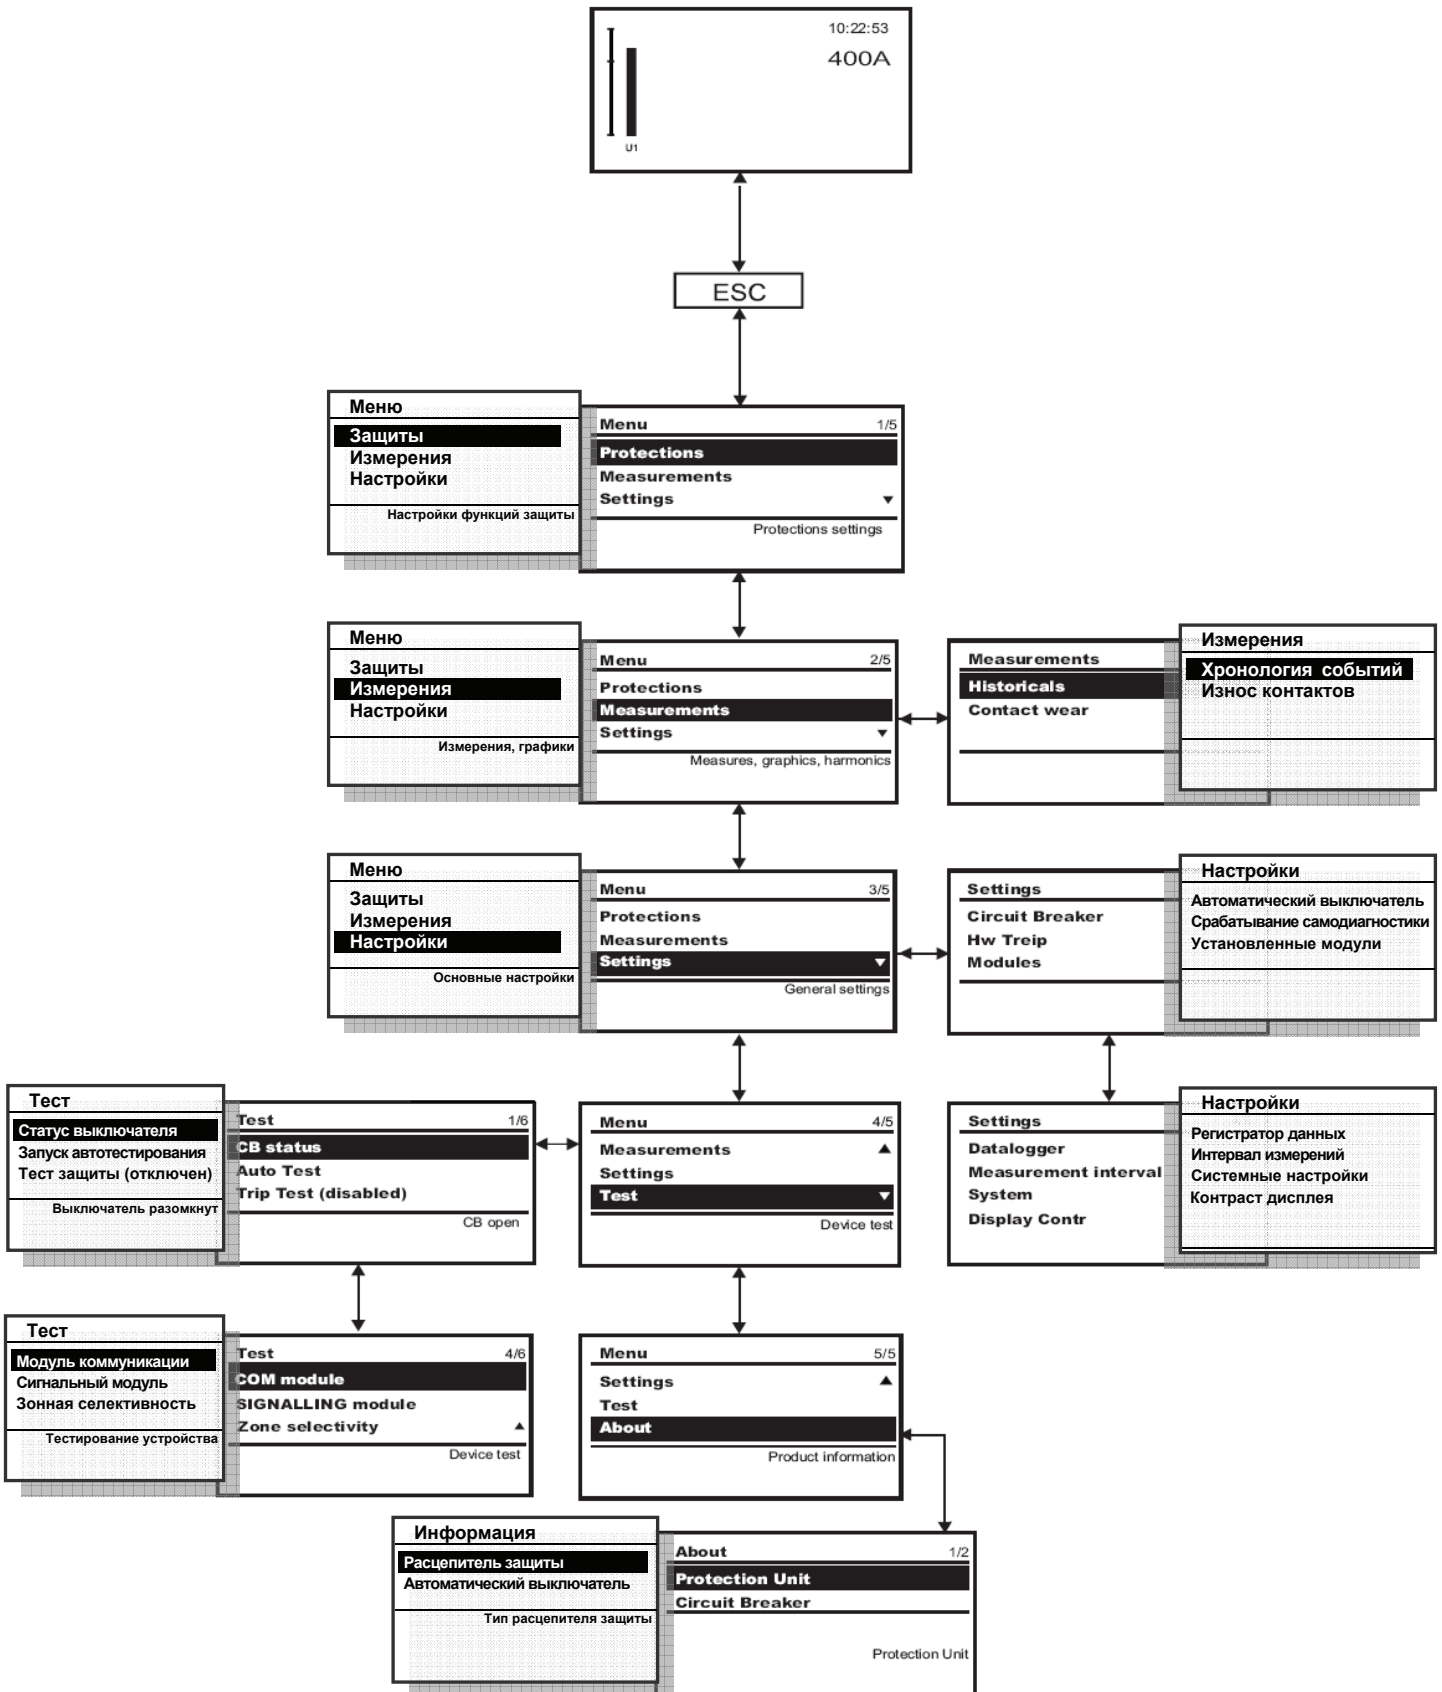 10:22:53
400A
U1
ESC
Меню
Защиты
Измерения
Настройки
Настройки функций защиты
Menu 1/5
Protections
Measurements
Settings
Protections settings
Меню
Защиты
Измерения
Настройки
Измерения, графики
Menu 2/5
Protections
Measurements
Settings
Measures, graphics, harmonics
Measurements
Historicals
Contact wear
Измерения
Хронология событий
Износ контактов
Меню
Защиты
Измерения
Настройки
Основные настройки
Menu 3/5
Protections
Measurements
Settings
General settings
Settings
Circuit Breaker
Hw Treip
Modules
Настройки
Автоматический выключатель
Срабатывание самодиагностики
Установленные модули
Тест
Статус выключателя
Запуск автотестирования
Тест защиты (отключен)
Выключатель разомкнут
Test 1/6
CB status
Auto Test
Trip Test (disabled)
CB open
Menu 4/5
Measurements
Settings
Test
Device test
Settings
Datalogger
Measurement interval
System
Display Contr
Настройки
Регистратор данных
Интервал измерений
Системные настройки
Контраст дисплея
Тест
Модуль коммуникации
Сигнальный модуль
Зонная селективность
Тестирование устройства
Test 4/6
COM module
SIGNALLING module
Zone selectivity
Device test
Menu 5/5
Settings
Test
About
Product information
Информация
Расцепитель защиты
Автоматический выключатель
Тип расцепителя защиты
About 1/2
Protection Unit
Circuit Breaker
Protection Unit